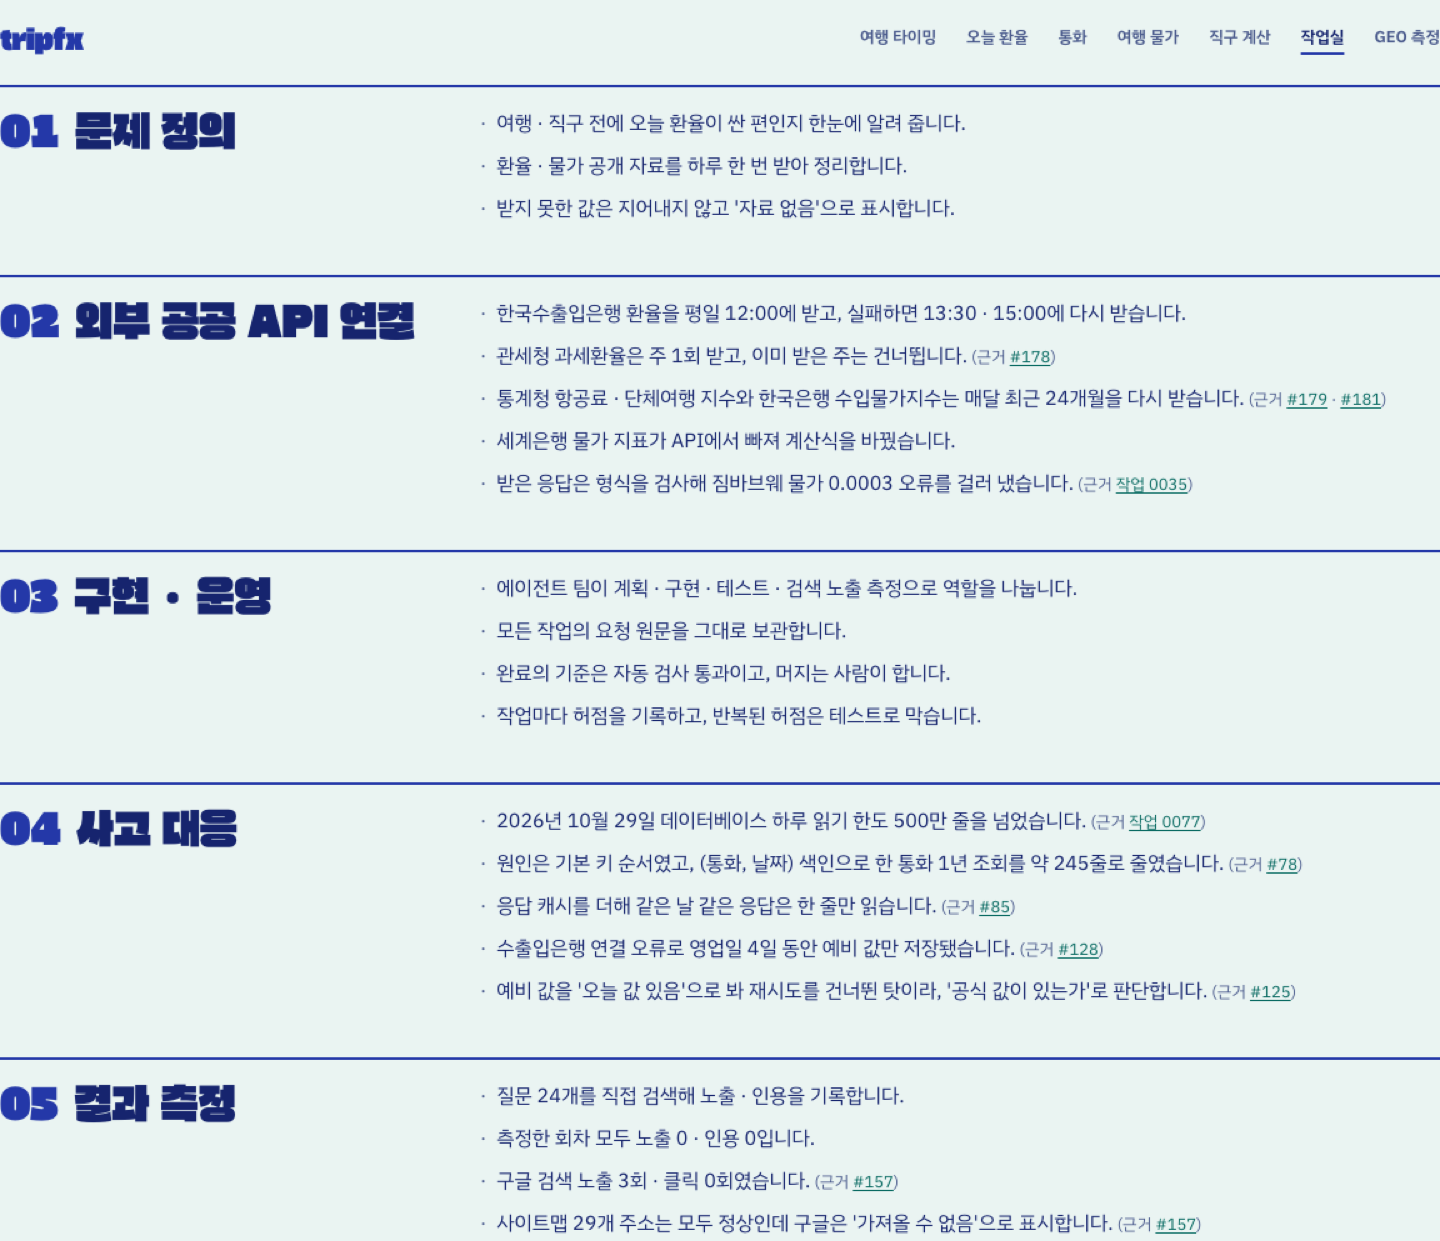 tripfx
여행 타이밍 오늘 환율 통화 여행 물가 직구 계산 작업실 GEO 측정
01 문제 정의
· 여행 · 직구 전에 오늘 환율이 싼 편인지 한눈에 알려 줍니다.
· 환율 · 물가 공개 자료를 하루 한 번 받아 정리합니다.
· 받지 못한 값은 지어내지 않고 '자료 없음'으로 표시합니다.
02 외부 공공 API 연결
· 한국수출입은행 환율을 평일 12:00에 받고, 실패하면 13:30 · 15:00에 다시 받습니다.
· 관세청 과세환율은 주 1회 받고, 이미 받은 주는 건너뜁니다. (근거 #178)
· 통계청 항공료 · 단체여행 지수와 한국은행 수입물가지수는 매달 최근 24개월을 다시 받습니다. (근거 #179 · #181)
· 세계은행 물가 지표가 API에서 빠져 계산식을 바꿨습니다.
· 받은 응답은 형식을 검사해 짐바브웨 물가 0.0003 오류를 걸러 냈습니다. (근거 작업 0035)
03 구현 · 운영
· 에이전트 팀이 계획 · 구현 · 테스트 · 검색 노출 측정으로 역할을 나눕니다.
· 모든 작업의 요청 원문을 그대로 보관합니다.
· 완료의 기준은 자동 검사 통과이고, 머지는 사람이 합니다.
· 작업마다 허점을 기록하고, 반복된 허점은 테스트로 막습니다.
04 사고 대응
· 2026년 10월 29일 데이터베이스 하루 읽기 한도 500만 줄을 넘었습니다. (근거 작업 0077)
· 원인은 기본 키 순서였고, (통화, 날짜) 색인으로 한 통화 1년 조회를 약 245줄로 줄였습니다. (근거 #78)
· 응답 캐시를 더해 같은 날 같은 응답은 한 줄만 읽습니다. (근거 #85)
· 수출입은행 연결 오류로 영업일 4일 동안 예비 값만 저장됐습니다. (근거 #128)
· 예비 값을 '오늘 값 있음'으로 봐 재시도를 건너뛴 탓이라, '공식 값이 있는가'로 판단합니다. (근거 #125)
05 결과 측정
· 질문 24개를 직접 검색해 노출 · 인용을 기록합니다.
· 측정한 회차 모두 노출 0 · 인용 0입니다.
· 구글 검색 노출 3회 · 클릭 0회였습니다. (근거 #157)
· 사이트맵 29개 주소는 모두 정상인데 구글은 '가져올 수 없음'으로 표시합니다. (근거 #157)